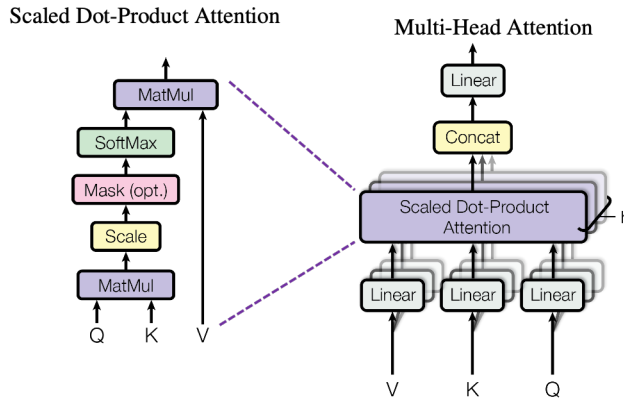 Scaled Dot-Product Attention
MatMul
SoftMax
Mask (opt.)
Scale
MatMul
Q K V
Multi-Head Attention
Linear
Concat
Scaled Dot-Product
Attention
Linear Linear Linear
V K Q